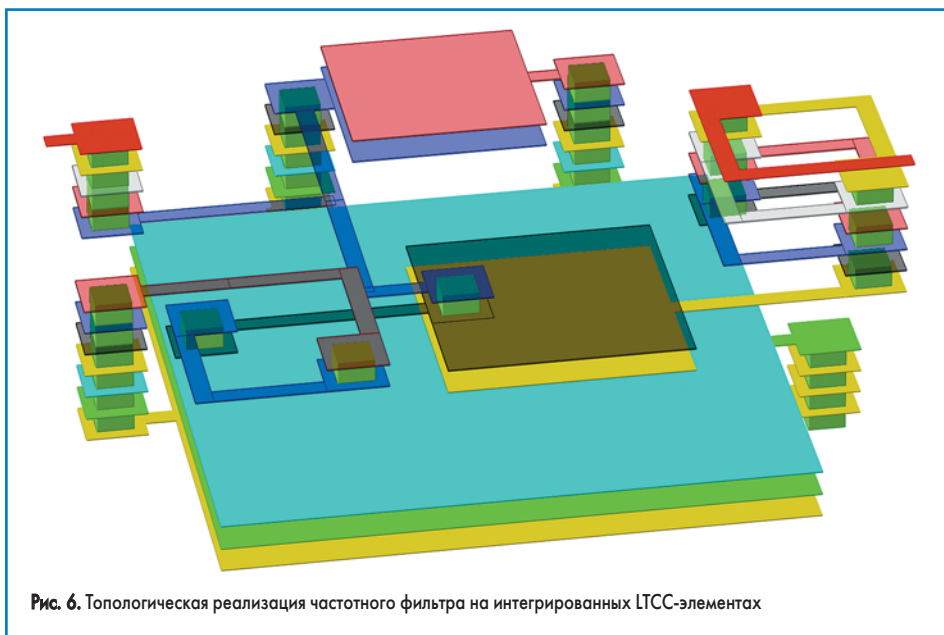 Рис. 6. Топологическая реализация частотного фильтра на интегрированных LTCC-элементах